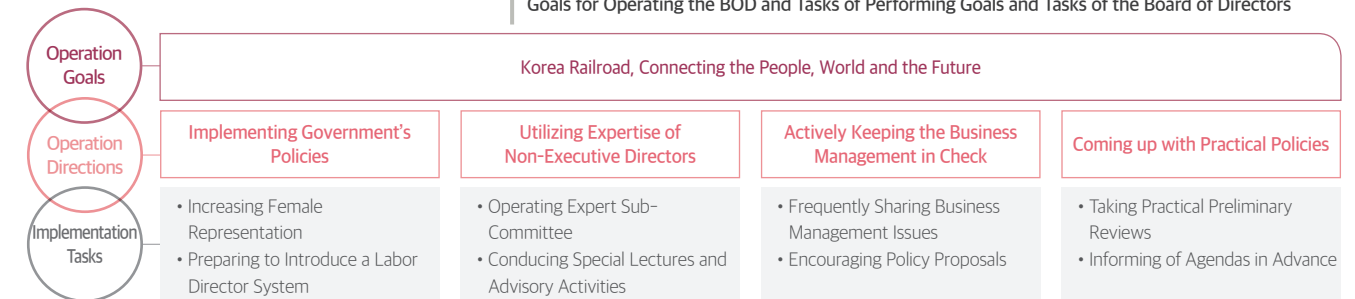 Goals for Operating the BOD and Tasks of Performing Goals and Tasks of the Board of Directors
Operation
Goals
Korea Railroad, Connecting the People, World and the Future
Operation
Directions
Implementing Government's
Policies
Utilizing Expertise of
Non-Executive Directors
Actively Keeping the Business
Management in Check
Coming up with Practical Policies
Implementation
Tasks
• Increasing Female
Representation
• Preparing to Introduce a Labor
Director System
• Operating Expert Sub-
Committee
• Conducing Special Lectures and
Advisory Activities
• Frequently Sharing Business
Management Issues
• Encouraging Policy Proposals
• Taking Practical Preliminary
Reviews
• Informing of Agendas in Advance